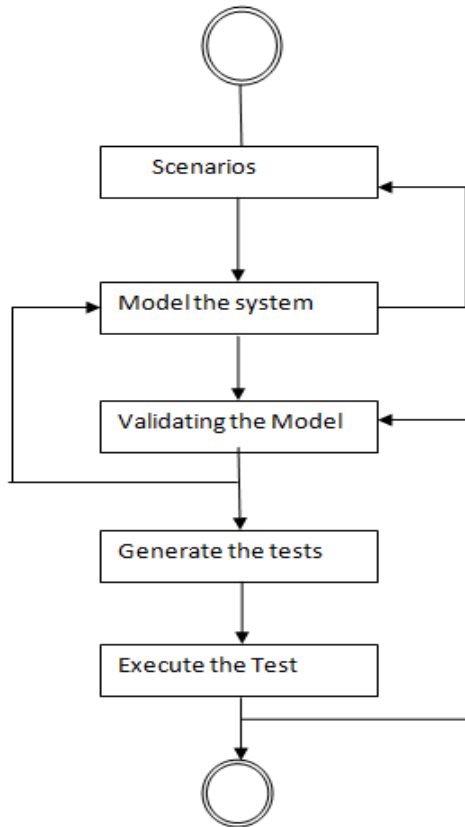 Scenarios
Model the system
Validating the Model
Generate the tests
Execute the Test